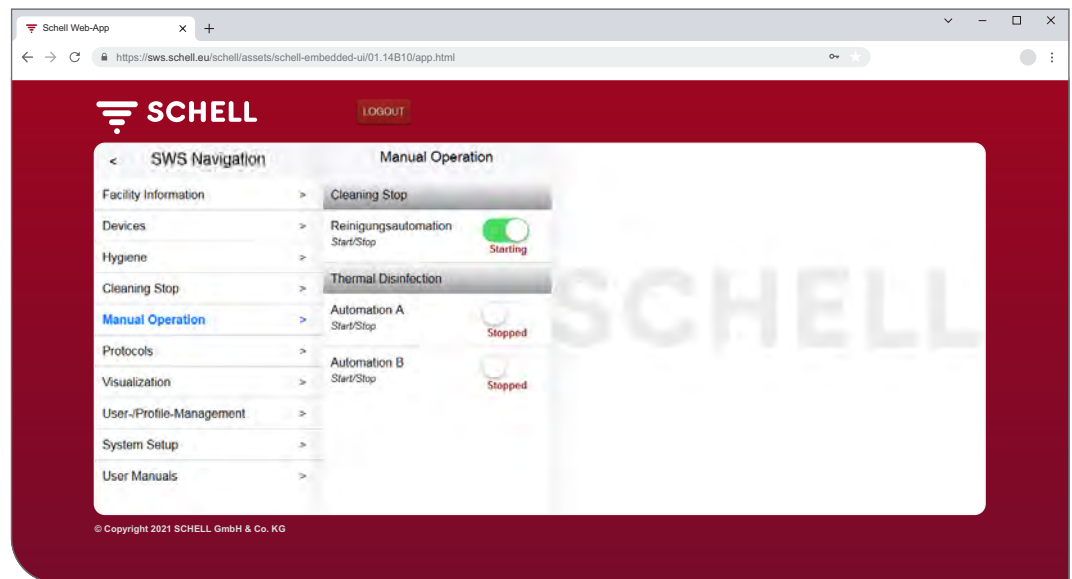 Schell Web-App
https://sws.schell.eu/schell/assets/schell-embedded-ui/01.14B10/app.html
SCHELL
LOGOUT
< SWS Navigation
Facility Information >
Devices >
Hygiene >
Cleaning Stop >
Manual Operation >
Protocols >
Visualization >
User-/Profile-Management >
System Setup >
User Manuals >
Manual Operation
Cleaning Stop
Reinigungsautomation
Start/Stop
Starting
Thermal Disinfection
Automation A
Start/Stop
Stopped
Automation B
Start/Stop
Stopped
SCHELL
© Copyright 2021 SCHELL GmbH & Co. KG